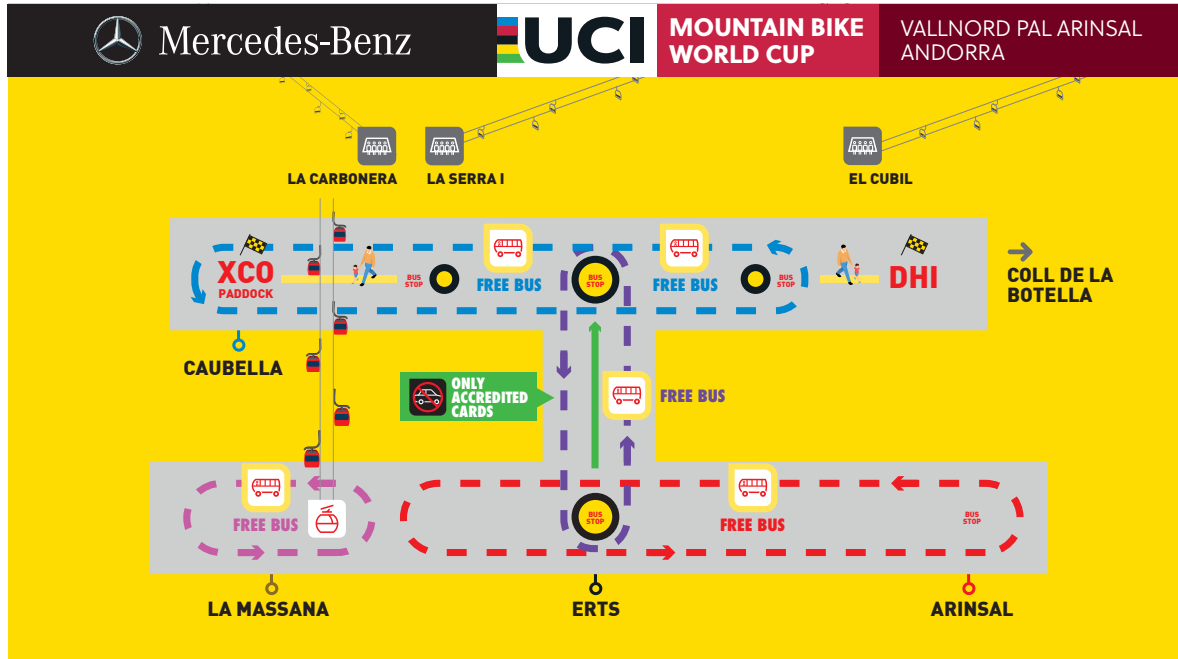 Mercedes-Benz
UCI
MOUNTAIN BIKE
WORLD CUP
VALLNORD PAL ARINSAL
ANDORRA
LA CARBONERA
LA SERRA I
EL CUBIL
XCO
PADDOCK
BUS
STOP
FREE BUS
BUS
STOP
FREE BUS
BUS
STOP
DHI
COLL DE LA
BOTELLA
CAUBELLA
ONLY
ACCREDITED
CARDS
FREE BUS
FREE BUS
BUS
STOP
FREE BUS
BUS
STOP
LA MASSANA
ERTS
ARINSAL